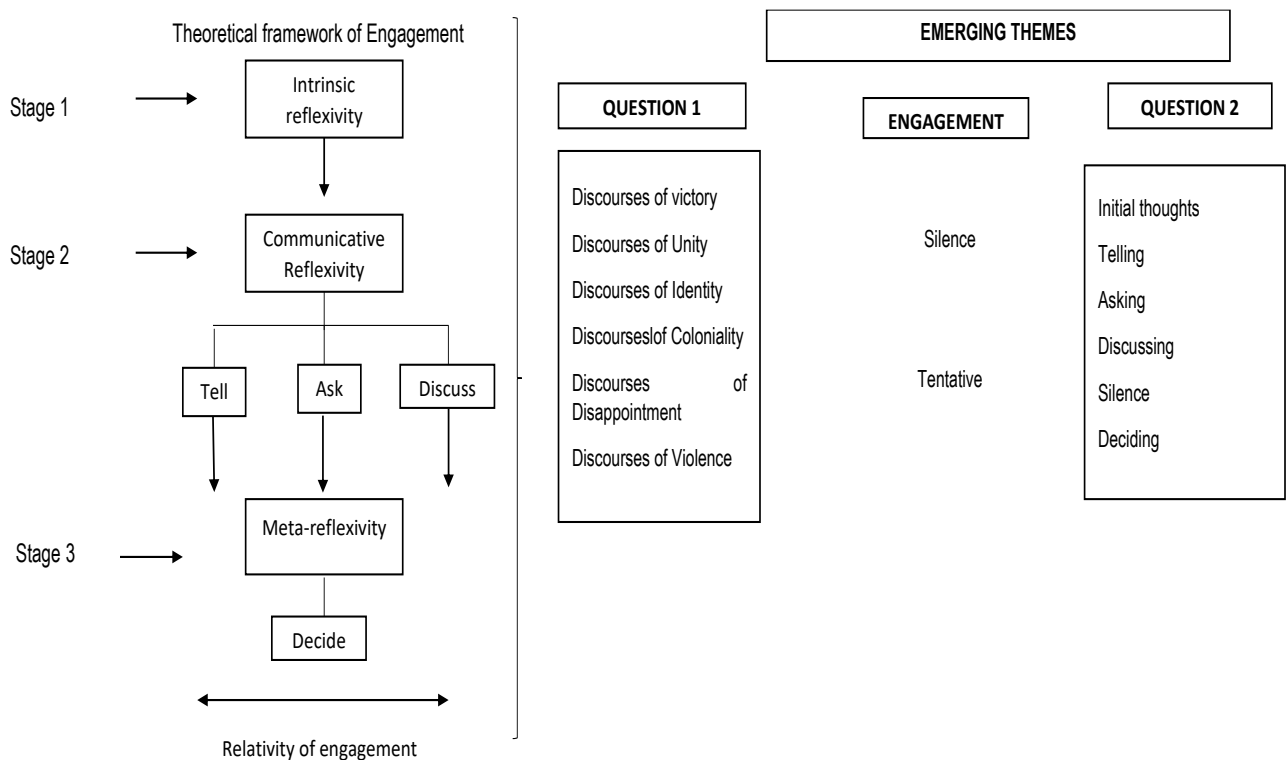 Theoretical framework of Engagement
Stage 1
Intrinsic
reflexivity
Stage 2
Communicative
Reflexivity
Tell
Ask
Discuss
Stage 3
Meta-reflexivity
Decide
Relativity of engagement
EMERGING THEMES
QUESTION 1
Discourses of victory
Discourses of Unity
Discourses of Identity
Discourseslof Coloniality
Discourses of
Disappointment
Discourses of Violence
ENGAGEMENT
Silence
Tentative
QUESTION 2
Initial thoughts
Telling
Asking
Discussing
Silence
Deciding